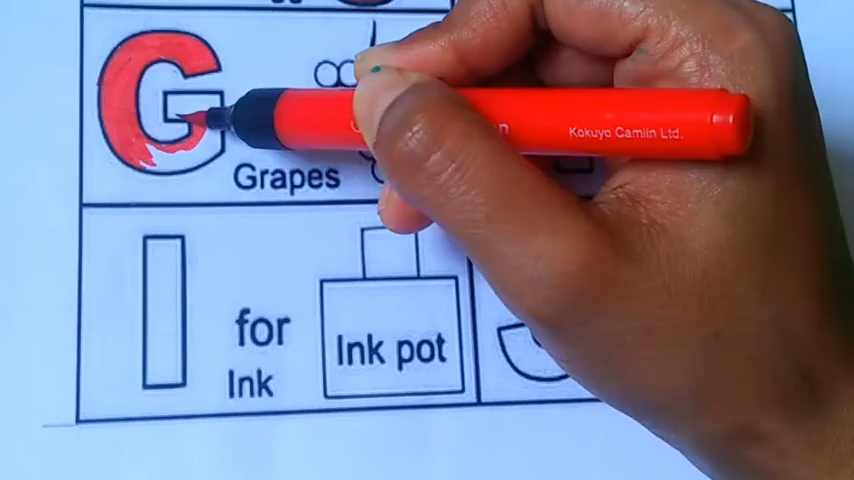 G
Grapes
Kokuyo Camlin Ltd.
I for
Ink
Ink pot